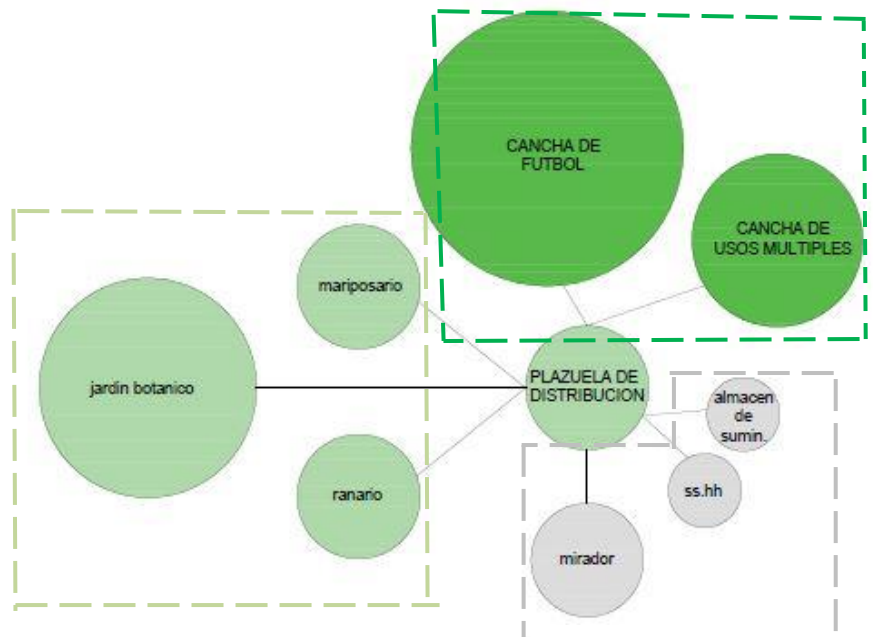 CANCHA DE
FUTBOL
CANCHA DE
USOS MULTIPLES
mariposario
jardin botanico
PLAZUELA DE
DISTRIBUCION
almacen
de
sumin.
ranario
ss.hh
mirador